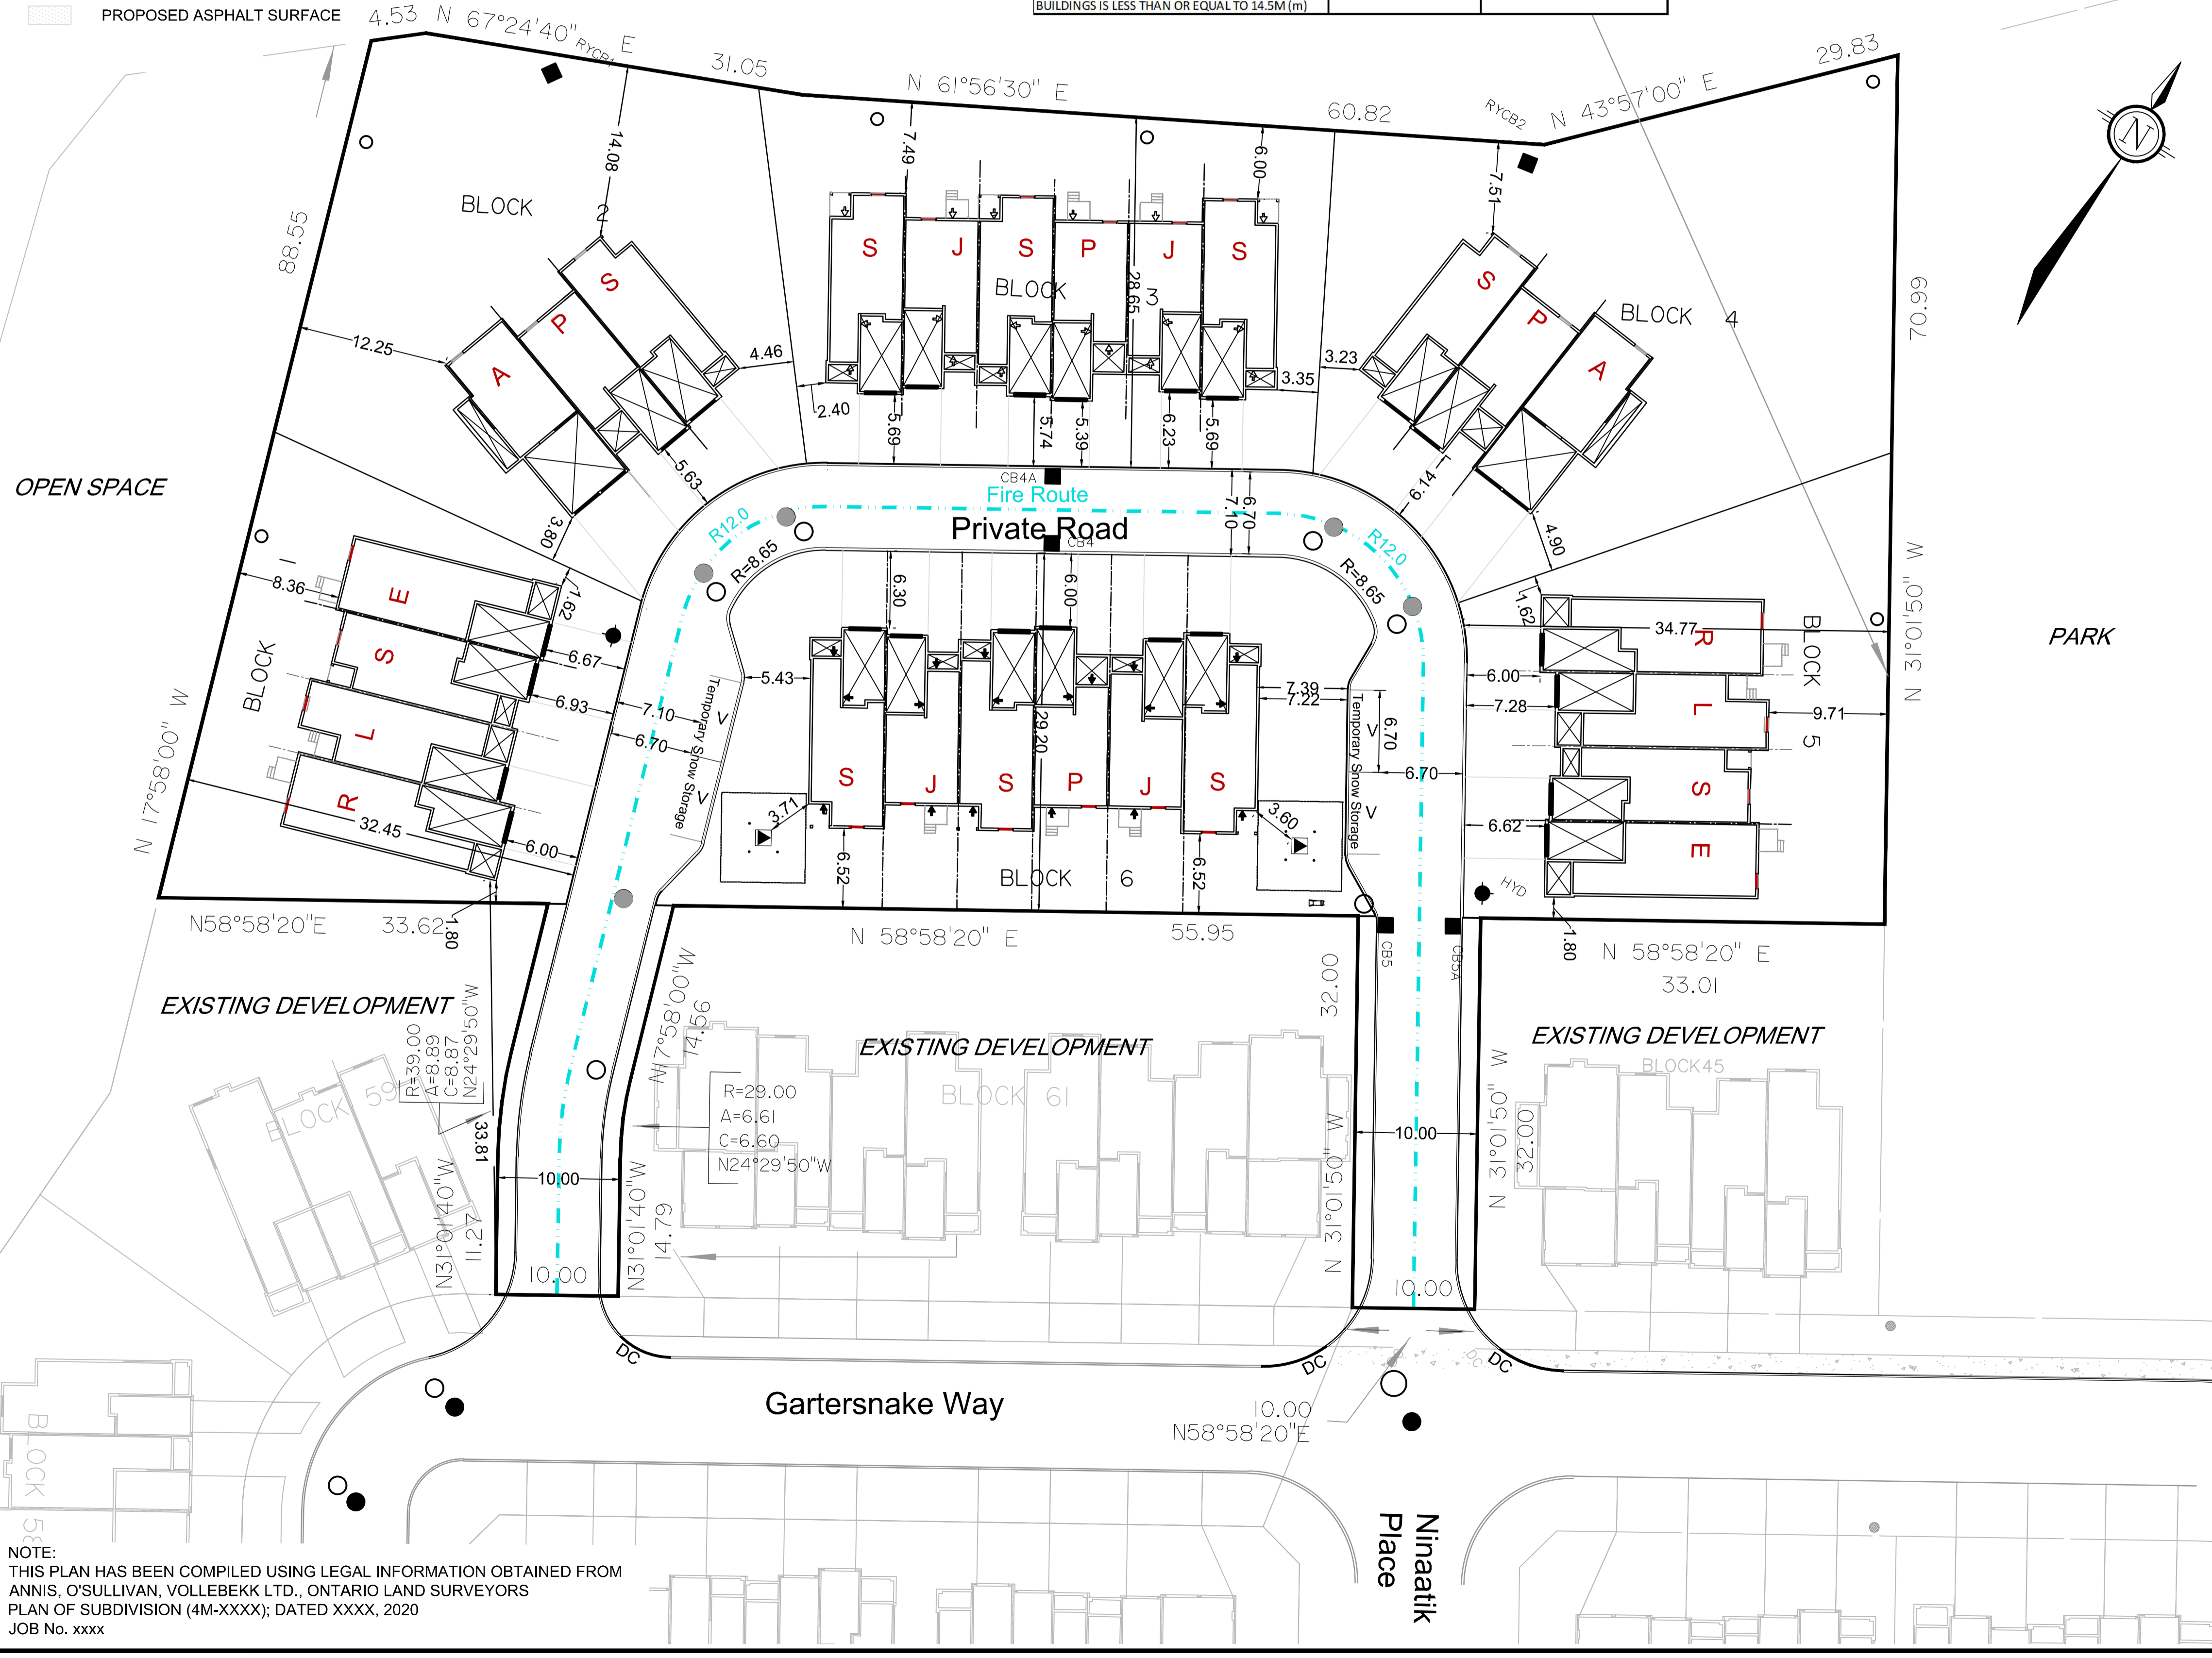 PROPOSED ASPHALT SURFACE
BUILDINGS IS LESS THAN OR EQUAL TO 14.5M (m)
4.53 N 67°24'40" E
31.05
RYCB1
N 61°56'30" E
60.82
RYCB2
N 43°57'00" E
29.83
N
14.08
7.49
6.00
7.51
88.55
BLOCK 2
S
P
A
12.25
4.46
S J S P J S
BLOCK 3
28.65
2.40
5.69
5.74
5.39
6.23
5.69
3.35
3.23
S
P
A
BLOCK 4
70.99
OPEN SPACE
5.63
3.80
6.14
4.90
CB4A
Fire Route
Private Road
CB4
7.10
6.70
R12.0
R=8.65
R12.0
R=8.65
N 31°01'50" W
PARK
8.36
BLOCK 1
E
S
L
R
1.62
6.67
6.93
7.10
6.70
32.45
6.00
N 17°58'00" W
Temporary Snow Storage
6.30
6.00
5.43
29.20
7.39
7.22
S J S P J S
3.71
3.60
6.52
6.52
BLOCK 6
Temporary Snow Storage
6.70
6.70
1.62
34.77
6.00
7.28
6.62
R
L
S
E
BLOCK 5
9.71
HYD
N58°58'20"E 33.62
1.80
N 58°58'20" E 55.95
CB5
CB5A
1.80
N 58°58'20" E
33.01
EXISTING DEVELOPMENT
EXISTING DEVELOPMENT
EXISTING DEVELOPMENT
R=39.00
A=8.89
C=8.87
N24°29'50"W
33.81
N17°58'00"W
14.56
R=29.00
A=6.61
C=6.60
N24°29'50"W
32.00
N 31°01'50" W
N 31°01'50" W
32.00
BLOCK 59
BLOCK 61
BLOCK45
10.00
10.00
N31°01'40"W
11.27
N31°01'40"W
14.79
10.00
10.00
DC
DC
DC
DC
Gartersnake Way
10.00
N58°58'20"E
Ninaatik
Place
BLOCK 58
NOTE:
THIS PLAN HAS BEEN COMPILED USING LEGAL INFORMATION OBTAINED FROM
ANNIS, O'SULLIVAN, VOLLEBEKK LTD., ONTARIO LAND SURVEYORS
PLAN OF SUBDIVISION (4M-XXXX); DATED XXXX, 2020
JOB No. xxxx